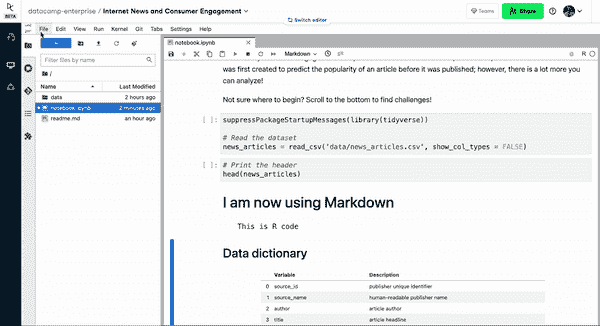 datacamp-enterprise / Internet News and Consumer Engagement
Switch editor
Teams
Share
BETA
File Edit View Run Kernel Git Tabs Settings Help
notebook.ipynb
Filter files by name
Markdown
R
/
Name Last Modified
data 2 hours ago
notebook.ipynb 2 minutes ago
readme.md an hour ago
was first created to predict the popularity of an article before it was published; however, there is a lot more you
can analyze!
Not sure where to begin? Scroll to the bottom to find challenges!
[ ]: suppressPackageStartupMessages(library(tidyverse))
# Read the dataset
news_articles = read_csv('data/news_articles.csv', show_col_types = FALSE)
[ ]: # Print the header
head(news_articles)
I am now using Markdown
This is R code
Data dictionary
Variable Description
0 source_id publisher unique identifier
1 source_name human-readable publisher name
2 author article author
3 title article headline